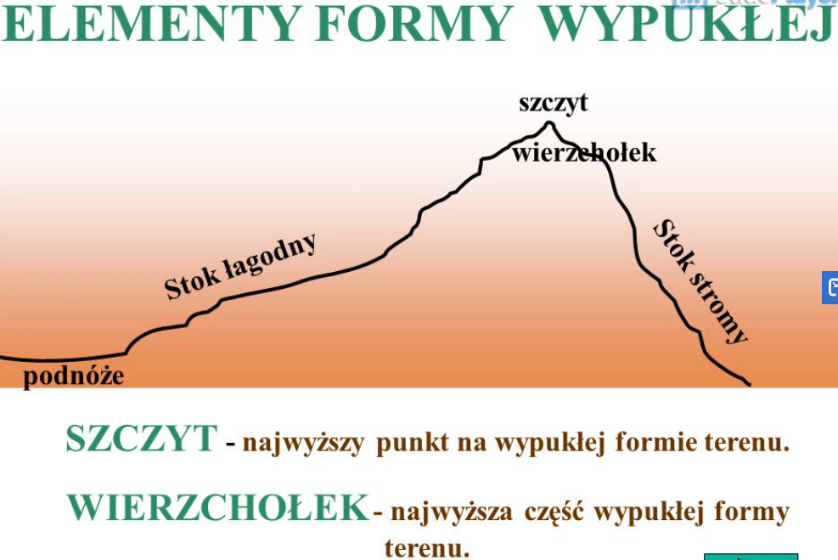 ELEMENTY FORMY WYPUKŁEJ
szczyt
wierzchołek
Stok łagodny
Stok stromy
podnóże
SZCZYT - najwyższy punkt na wypukłej formie terenu.
WIERZCHOŁEK - najwyższa część wypukłej formy
terenu.